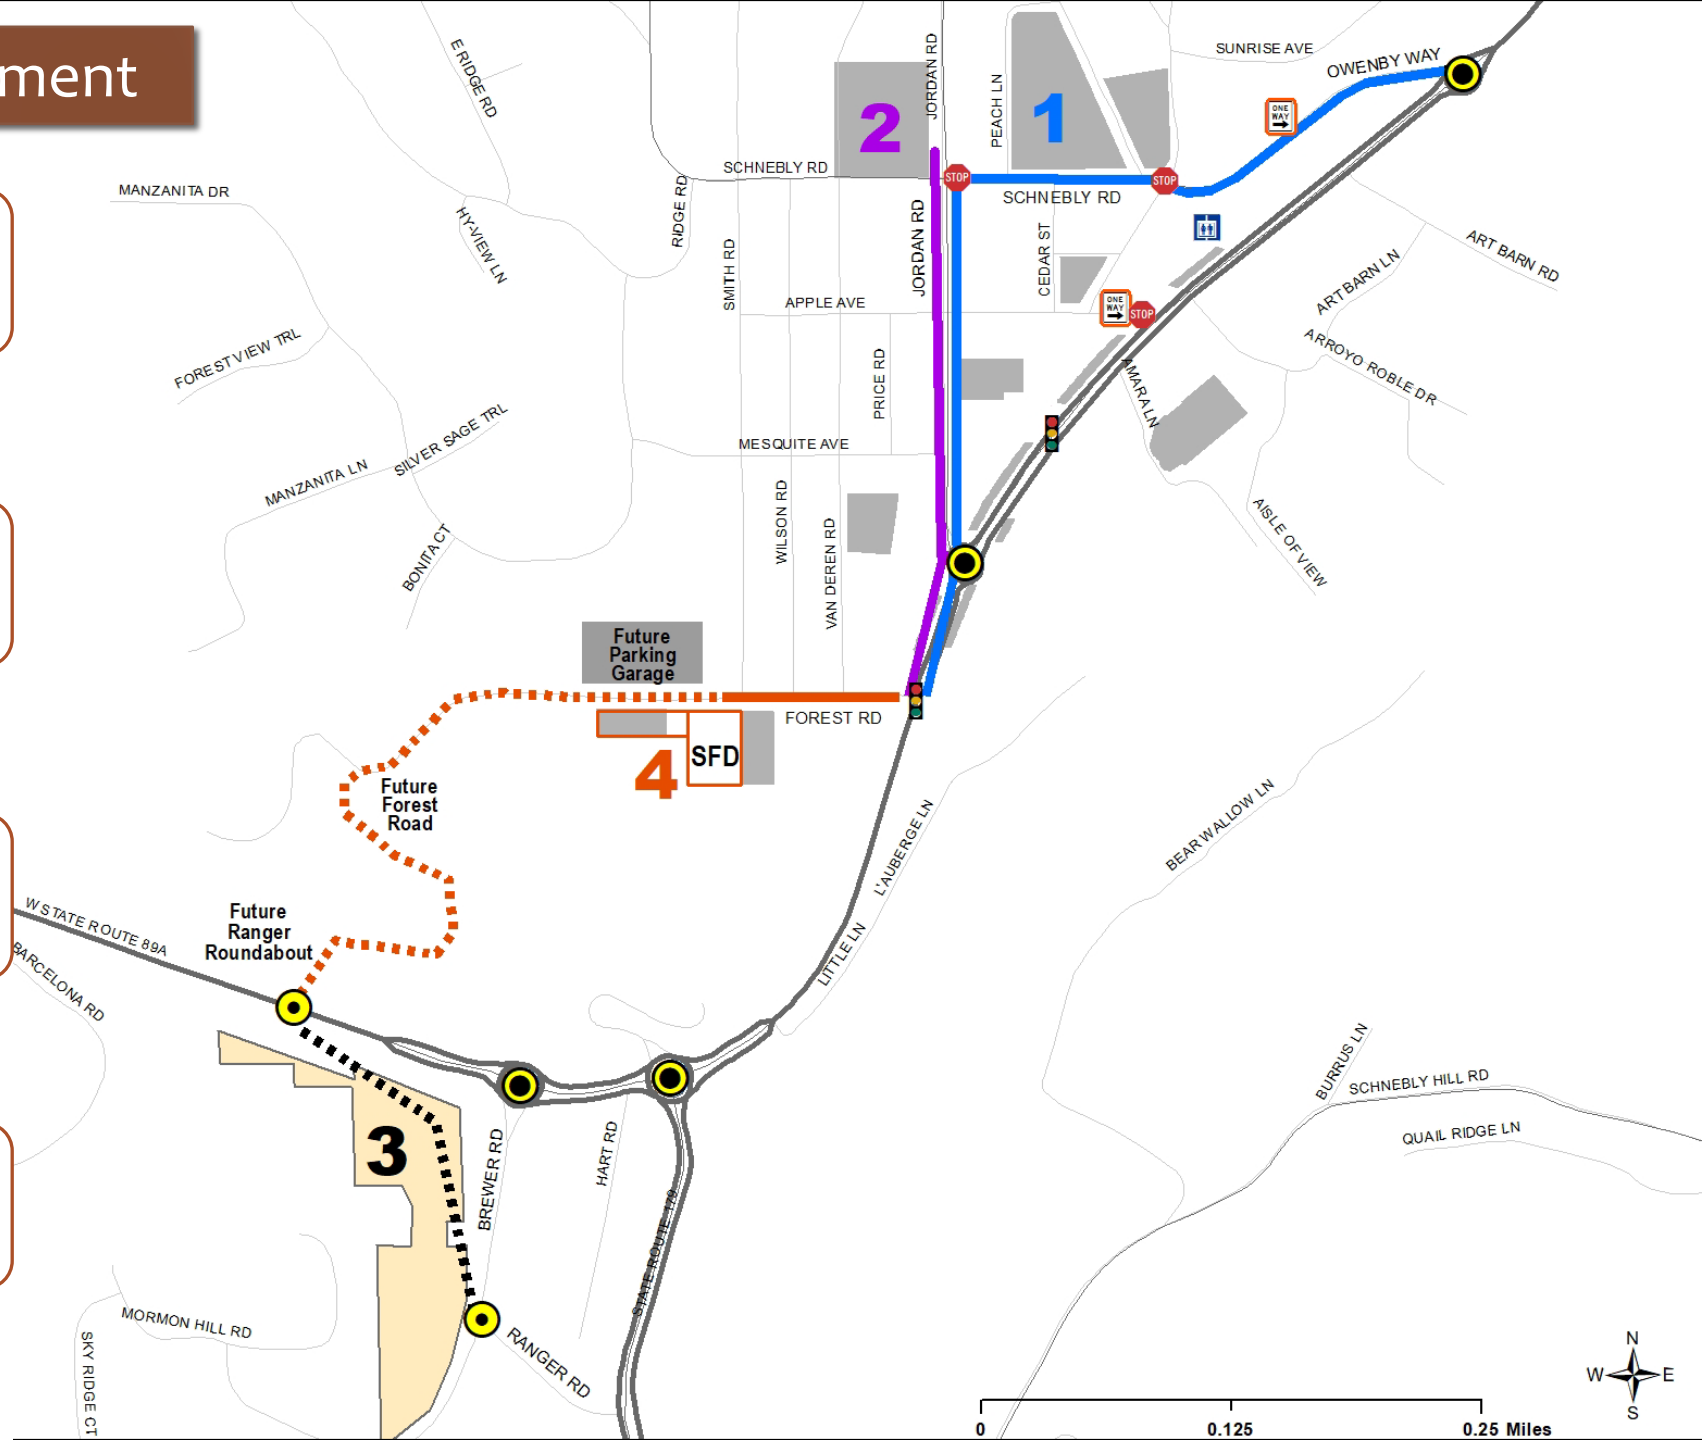 ment
E RIDGE RD
JORDAN RD
SUNRISE AVE
OWENBY WAY
PEACH LN
2
1
ONE
WAY
SCHNEBLY RD
STOP
STOP
SCHNEBLY RD
MANZANITA DR
RIDGE RD
HY-VIEW LN
SMITH RD
JORDAN RD
CEDAR ST
ART BARN RD
ART BARN LN
APPLE AVE
ONE
WAY
STOP
FOREST VIEW TRL
PRICE RD
AMARA LN
ARROYO ROBLE DR
SILVER SAGE TRL
MESQUITE AVE
MANZANITA LN
WILSON RD
VAN DEREN RD
BONITA CT
AISLE OF VIEW
Future
Parking
Garage
FOREST RD
SFD
4
Future
Forest
Road
L'AUBERGE LN
BEAR WALLOW LN
W STATE ROUTE 89A
Future
Ranger
Roundabout
BARCELONA RD
LITTLE LN
BURRUS LN
SCHNEBLY HILL RD
QUAIL RIDGE LN
3
BREWER RD
HART RD
STATE ROUTE 179
MORMON HILL RD
SKY RIDGE CT
RANGER RD
N
W
E
S
0
0.125
0.25 Miles